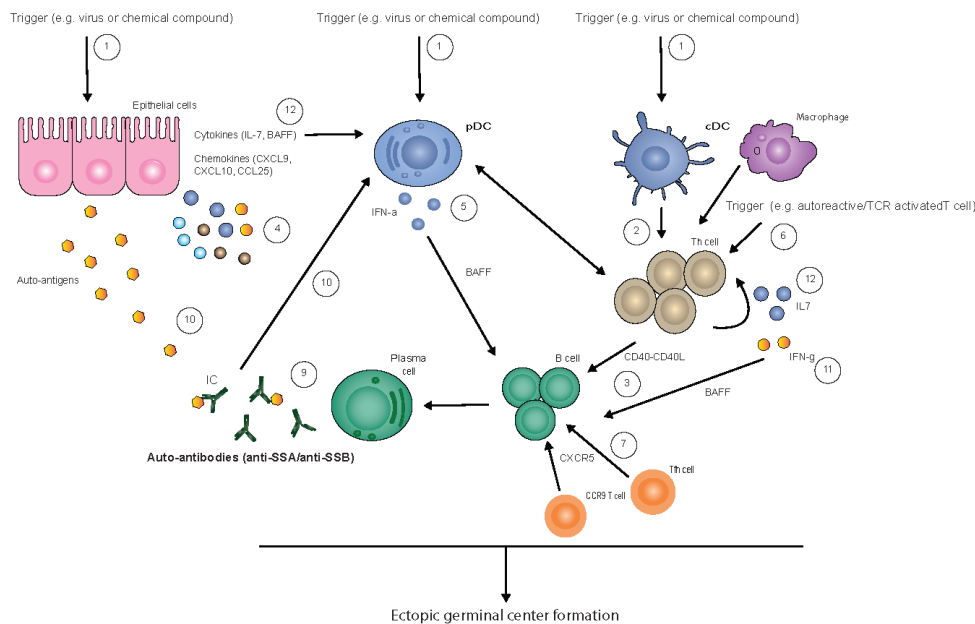 Trigger (e.g. virus or chemical compound)
Trigger (e.g. virus or chemical compound)
Trigger (e.g. virus or chemical compound)
1
1
1
Epithelial cells
12
Cytokines (IL-7, BAFF)
Chemokines (CXCL9,
CXCL10, CCL25)
pDC
cDC
Macrophage
IFN-a
5
2
Trigger (e.g. autoreactive/TCR activatedT cell)
6
Th cell
4
Auto-antigens
10
10
BAFF
12
IL7
IFN-g
11
CD40-CD40L
3
BAFF
B cell
Plasma
cell
9
IC
7
CXCR5
Tfh cell
CCR9 T cell
Auto-antibodies (anti-SSA/anti-SSB)
Ectopic germinal center formation